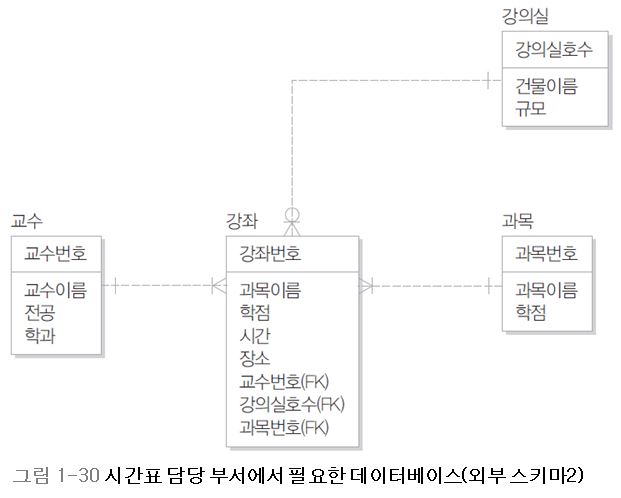 강의실
강의실호수
건물이름
규모
교수
교수번호
교수이름
전공
학과
강좌
강좌번호
과목이름
학점
시간
장소
교수번호(FK)
강의실호수(FK)
과목번호(FK)
과목
과목번호
과목이름
학점
그림 1-30 시간표 담당 부서에서 필요한 데이터베이스(외부 스키마2)